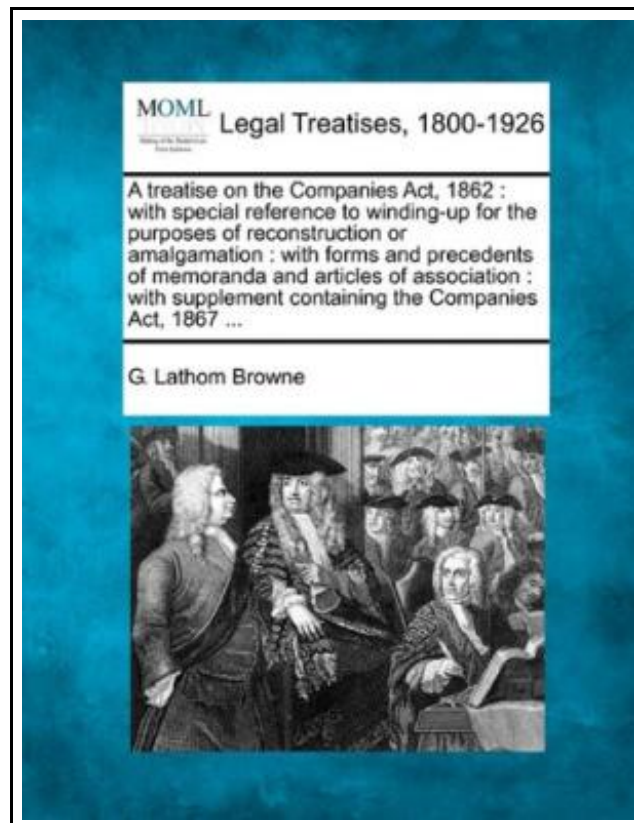 MOML
Legal Treatises, 1800-1926
A treatise on the Companies Act, 1862 :
with special reference to winding-up for the
purposes of reconstruction or
amalgamation : with forms and precedents
of memoranda and articles of association :
with supplement containing the Companies
Act, 1867 ...
G. Lathom Browne